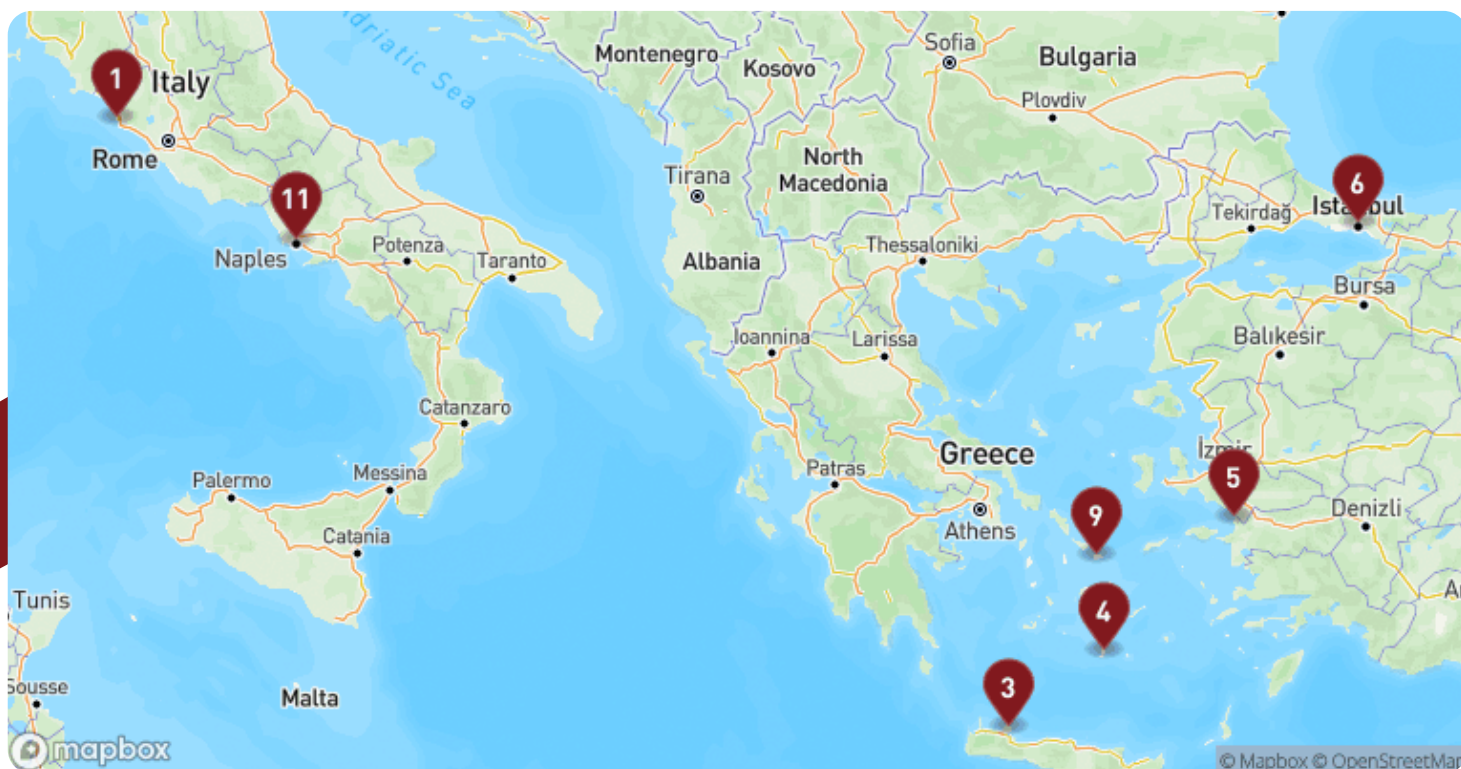 Adriatic Sea
Montenegro
Kosovo
Sofia
Bulgaria
1
Italy
Plovdiv
Rome
North
Macedonia
Tirana
6
Istanbul
Tekirdağ
11
Naples
Potenza
Taranto
Albania
Thessaloniki
Bursa
Ioannina
Larissa
Balıkesir
Catanzaro
Greece
İzmir
Messina
Palermo
Patras
5
Denizli
9
Athens
Catania
Tunis
4
Malta
3
Sousse
mapbox
© Mapbox © OpenStreetMap